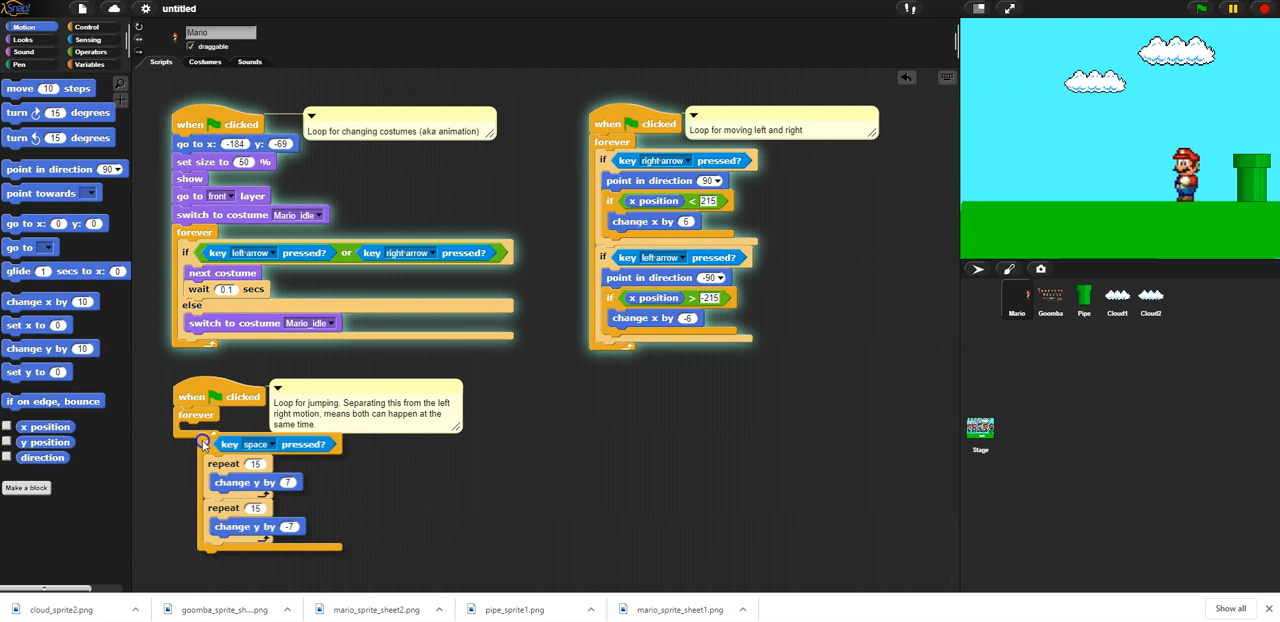 Snap!
untitled
Motion
Control
Looks
Sensing
Sound
Operators
Pen
Variables
move 10 steps
turn 15 degrees
turn 15 degrees
point in direction 90
point towards
go to x: 0 y: 0
go to
glide 1 secs to x: 0
change x by 10
set x to 0
change y by 10
set y to 0
if on edge, bounce
x position
y position
direction
Make a block
Mario
draggable
Scripts
Costumes
Sounds
when clicked
Loop for changing costumes (aka animation)
go to x: -184 y: -69
set size to 50 %
show
go to front layer
switch to costume Mario_idle
forever
if key left arrow pressed? or key right arrow pressed?
next costume
wait 0.1 secs
else
switch to costume Mario_idle
when clicked
Loop for moving left and right
forever
if key right arrow pressed?
point in direction 90
if x position < 215
change x by 6
if key left arrow pressed?
point in direction -90
if x position > -215
change x by -6
when clicked
Loop for jumping. Separating this from the
left right motion, means both can happen at the
same time.
forever
key space pressed?
repeat 15
change y by 7
repeat 15
change y by -7
Mario
Goomba
Pipe
Cloud1
Cloud2
Stage
cloud_sprite2.png
goomba_sprite_sh....png
mario_sprite_sheet2.png
pipe_sprite1.png
mario_sprite_sheet1.png
Show all